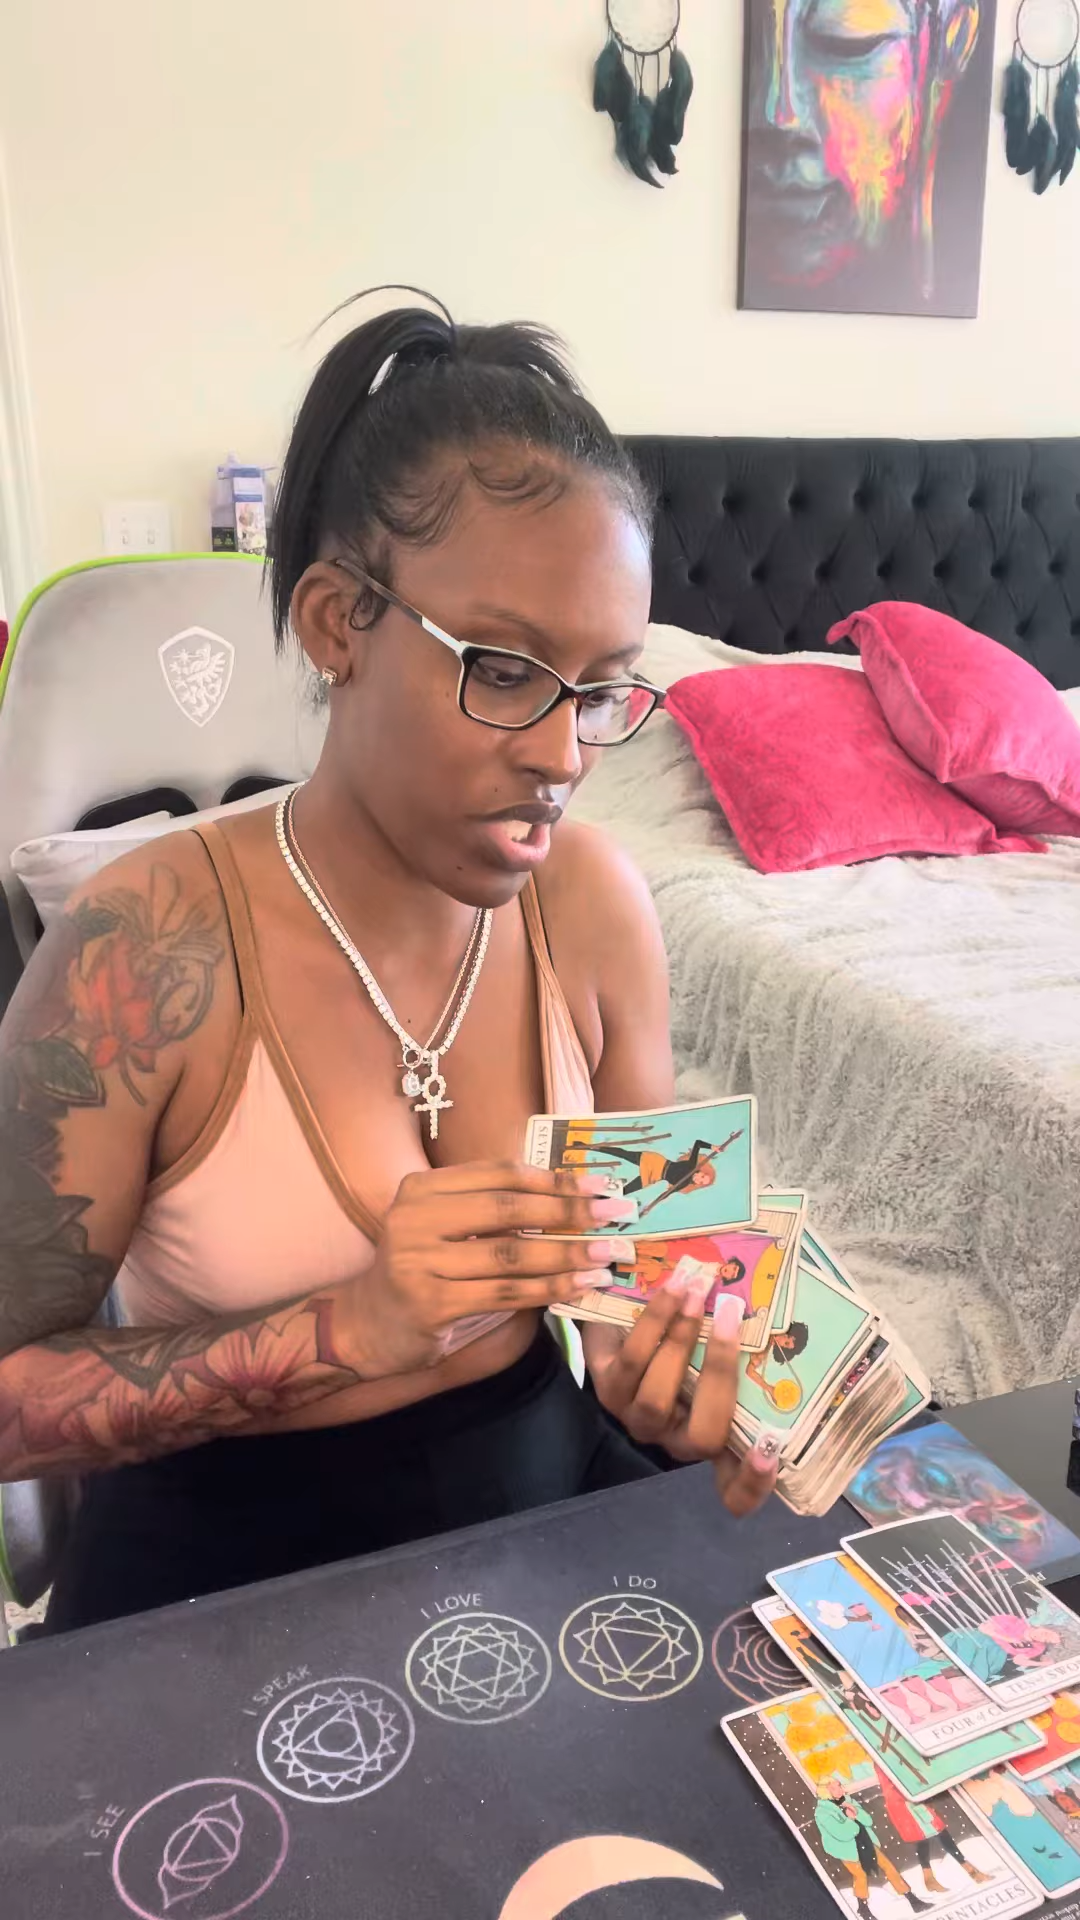 SEVEN
I DO
I LOVE
I SPEAK
I SEE
TEN of SWO
FOUR of C
PENTACLES